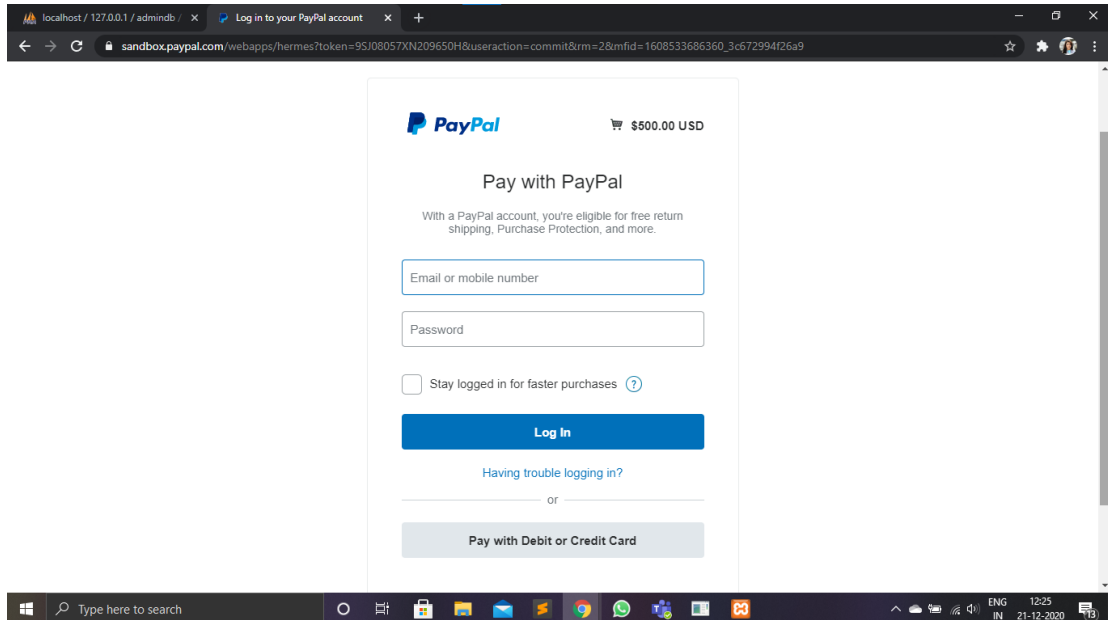 localhost / 127.0.0.1 / admindb /
Log in to your PayPal account
sandbox.paypal.com/webapps/hermes?token=9SJ08057XN209650H&useraction=commit&rm=2&mfid=1608533686360_3c672994f26a9
PayPal
$500.00 USD
Pay with PayPal
With a PayPal account, you're eligible for free return
shipping, Purchase Protection, and more.
Email or mobile number
Password
Stay logged in for faster purchases ?
Log In
Having trouble logging in?
or
Pay with Debit or Credit Card
Type here to search
ENG
IN
12:25
21-12-2020
13